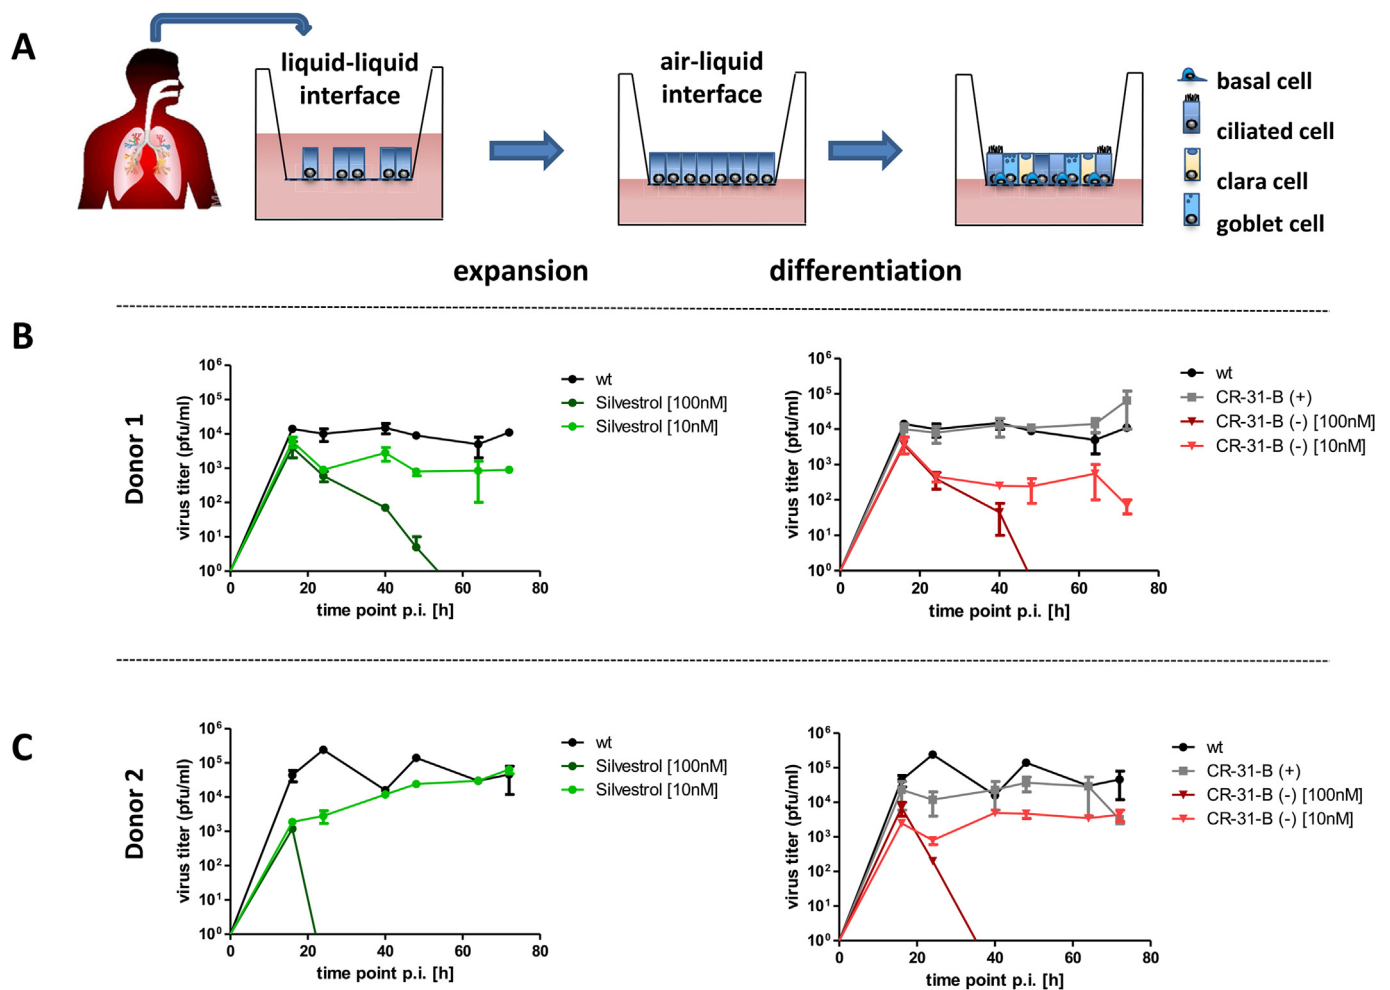 A
liquid-liquid
interface
air-liquid
interface
basal cell
ciliated cell
clara cell
goblet cell
expansion
differentiation
B
Donor 1
virus titer (pfu/ml)
10⁶
10⁵
10⁴
10³
10²
10¹
10⁰
0 20 40 60 80
time point p.i. [h]
wt
Silvestrol [100nM]
Silvestrol [10nM]
virus titer (pfu/ml)
10⁶
10⁵
10⁴
10³
10²
10¹
10⁰
0 20 40 60 80
time point p.i. [h]
wt
CR-31-B (+)
CR-31-B (-) [100nM]
CR-31-B (-) [10nM]
C
Donor 2
virus titer (pfu/ml)
10⁶
10⁵
10⁴
10³
10²
10¹
10⁰
0 20 40 60 80
time point p.i. [h]
wt
Silvestrol [100nM]
Silvestrol [10nM]
virus titer (pfu/ml)
10⁶
10⁵
10⁴
10³
10²
10¹
10⁰
0 20 40 60 80
time point p.i. [h]
wt
CR-31-B (+)
CR-31-B (-) [100nM]
CR-31-B (-) [10nM]